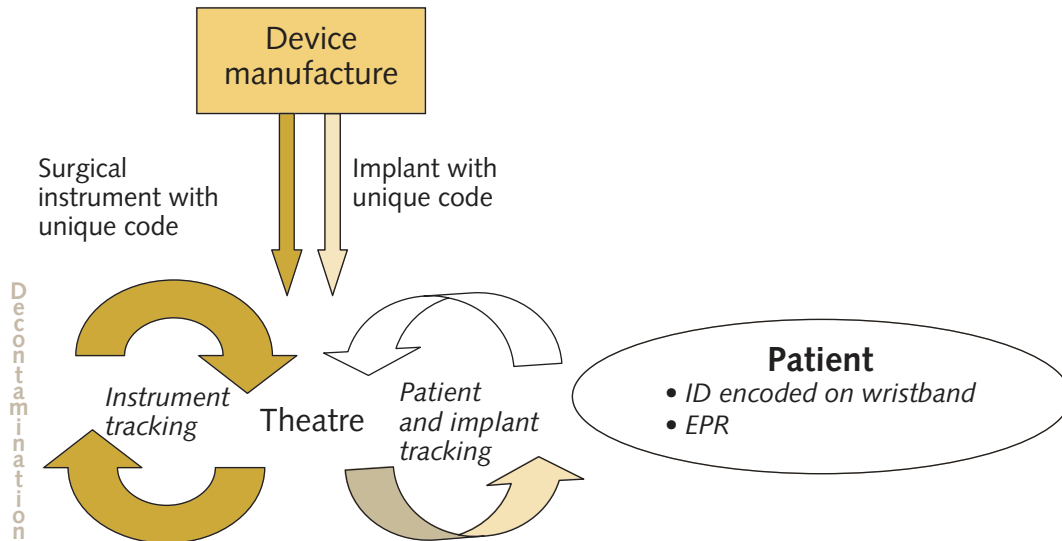 Device
manufacture
Surgical
instrument with
unique code
Implant with
unique code
Decontamination
Instrument
tracking
Theatre
Patient
and implant
tracking
Patient
• ID encoded on wristband
• EPR